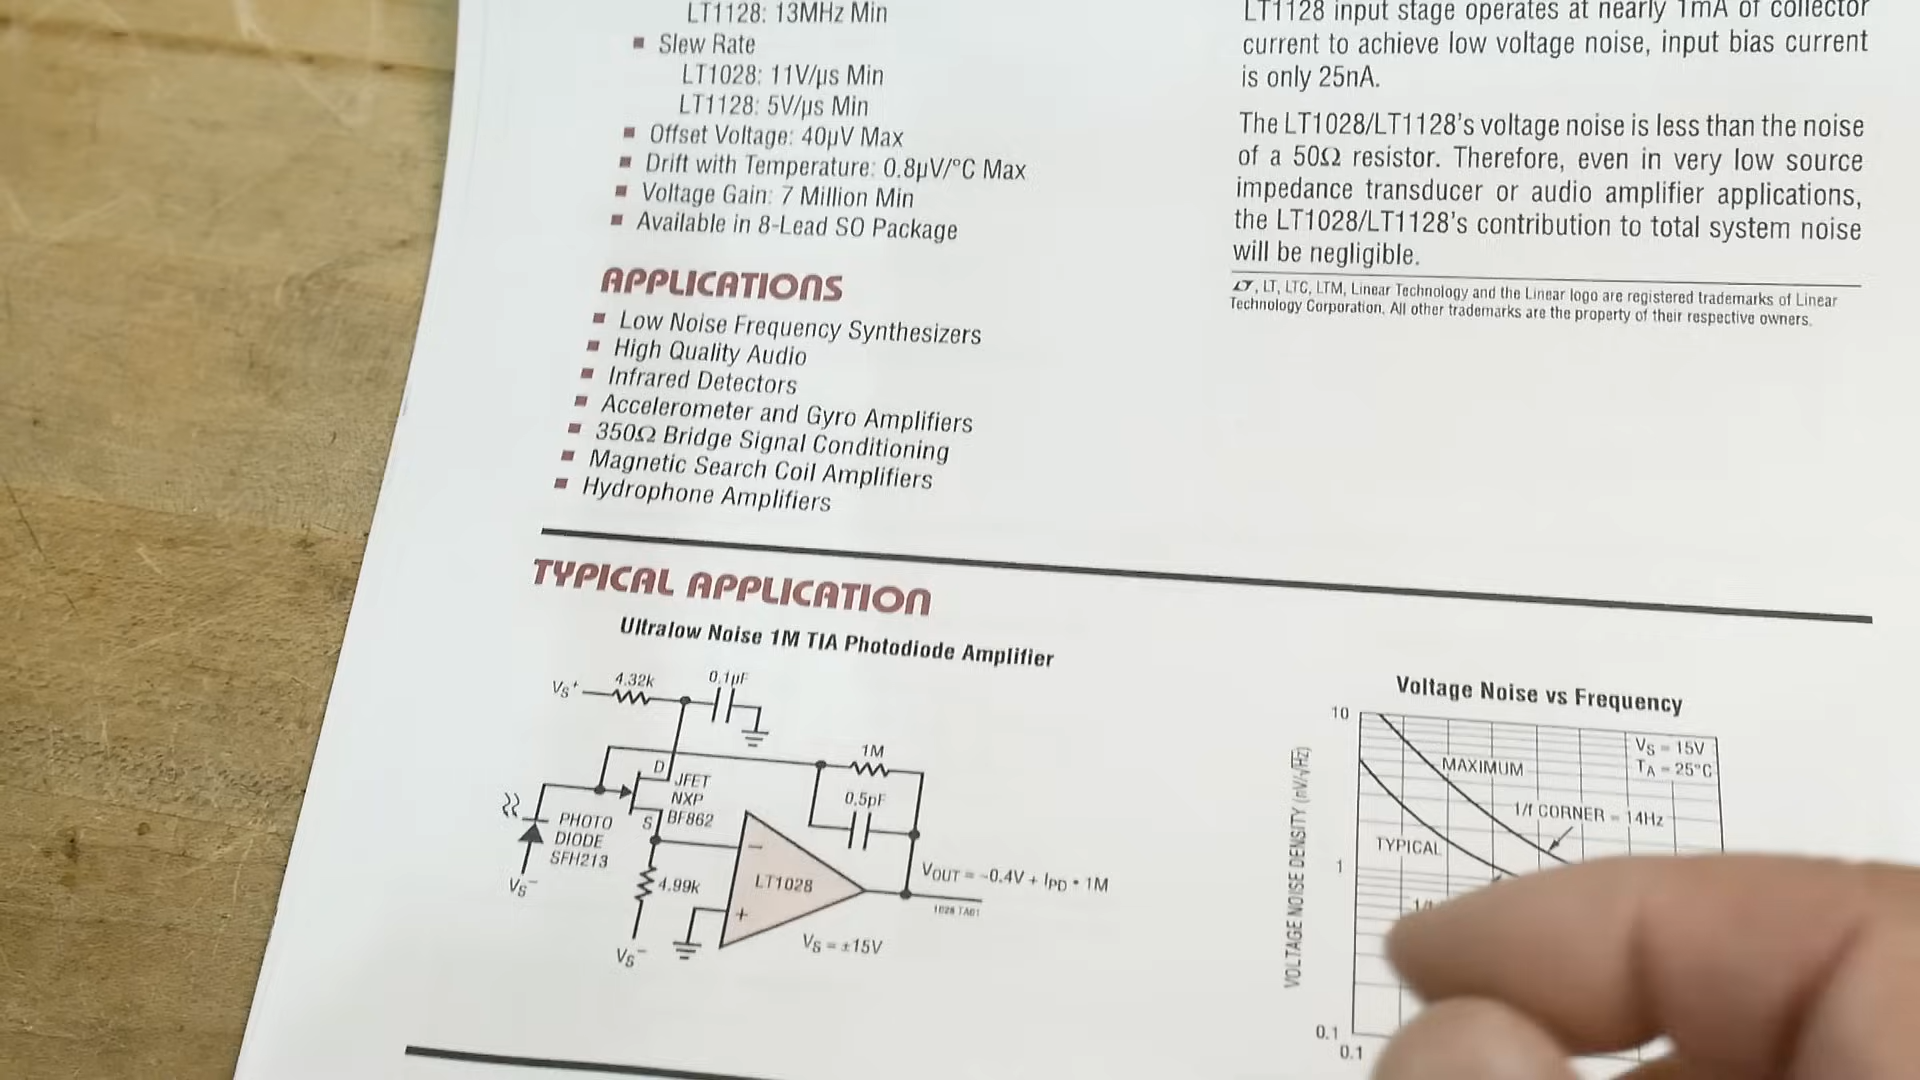 LT1128: 13MHz Min
■ Slew Rate
LT1028: 11V/µs Min
LT1128: 5V/µs Min
■ Offset Voltage: 40µV Max
■ Drift with Temperature: 0.8µV/°C Max
■ Voltage Gain: 7 Million Min
■ Available in 8-Lead SO Package
APPLICATIONS
■ Low Noise Frequency Synthesizers
■ High Quality Audio
■ Infrared Detectors
■ Accelerometer and Gyro Amplifiers
■ 350Ω Bridge Signal Conditioning
■ Magnetic Search Coil Amplifiers
■ Hydrophone Amplifiers
LT1128 input stage operates at nearly 1mA of collector
current to achieve low voltage noise, input bias current
is only 25nA.
The LT1028/LT1128's voltage noise is less than the noise
of a 50Ω resistor. Therefore, even in very low source
impedance transducer or audio amplifier applications,
the LT1028/LT1128's contribution to total system noise
will be negligible.
LT, LT, LTC, LTM, Linear Technology and the Linear logo are registered trademarks of Linear
Technology Corporation. All other trademarks are the property of their respective owners.
TYPICAL APPLICATION
Ultralow Noise 1M TIA Photodiode Amplifier
VS+
4.32k
0.1µF
1M
D
JFET
NXP
BF862
S
0.5pF
PHOTO
DIODE
SFH213
VS−
4.99k
VS−
−
LT1028
+
VS = ±15V
VOUT = ~0.4V + IPD • 1M
1028 TA01
Voltage Noise vs Frequency
VOLTAGE NOISE DENSITY (nV/√Hz)
10
1
0.1
0.1
VS = 15V
TA = 25°C
MAXIMUM
1/f CORNER = 14Hz
TYPICAL